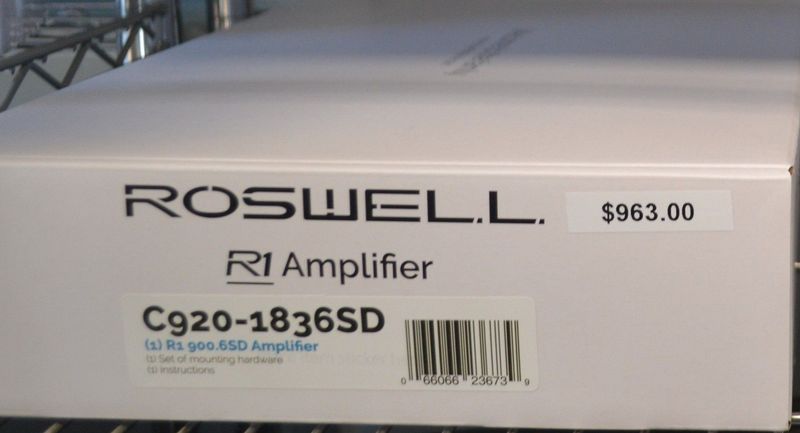 ROSWELL
$963.00
R1 Amplifier
C920-1836SD
(1) R1 900.6SD Amplifier
(1) Set of mounting hardware
(1) Instructions
0 66066 23673 9